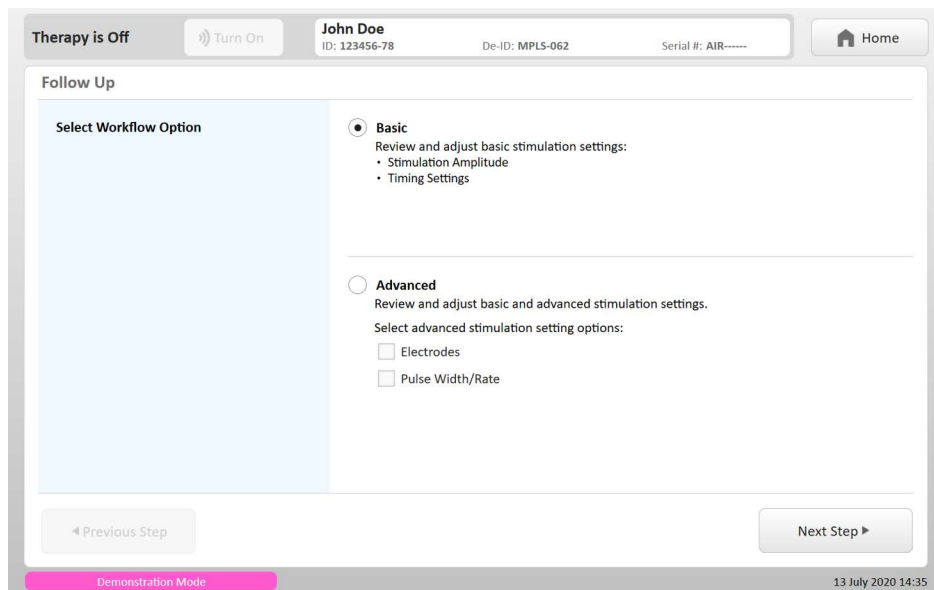 Therapy is Off
Turn On
John Doe
ID: 123456-78 De-ID: MPLS-062 Serial #: AIR------
Home
Follow Up
Select Workflow Option
Basic
Review and adjust basic stimulation settings:
• Stimulation Amplitude
• Timing Settings
Advanced
Review and adjust basic and advanced stimulation settings.
Select advanced stimulation setting options:
Electrodes
Pulse Width/Rate
Previous Step
Next Step
Demonstration Mode
13 July 2020 14:35